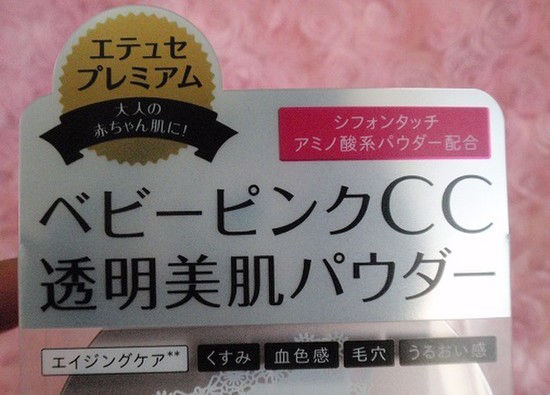 エテュセ
プレミアム
大人の
赤ちゃん肌に!
シフォンタッチ
アミノ酸系パウダー配合
ベビーピンクCC
透明美肌パウダー
エイジングケア** くすみ 血色感 毛穴 うるおい感